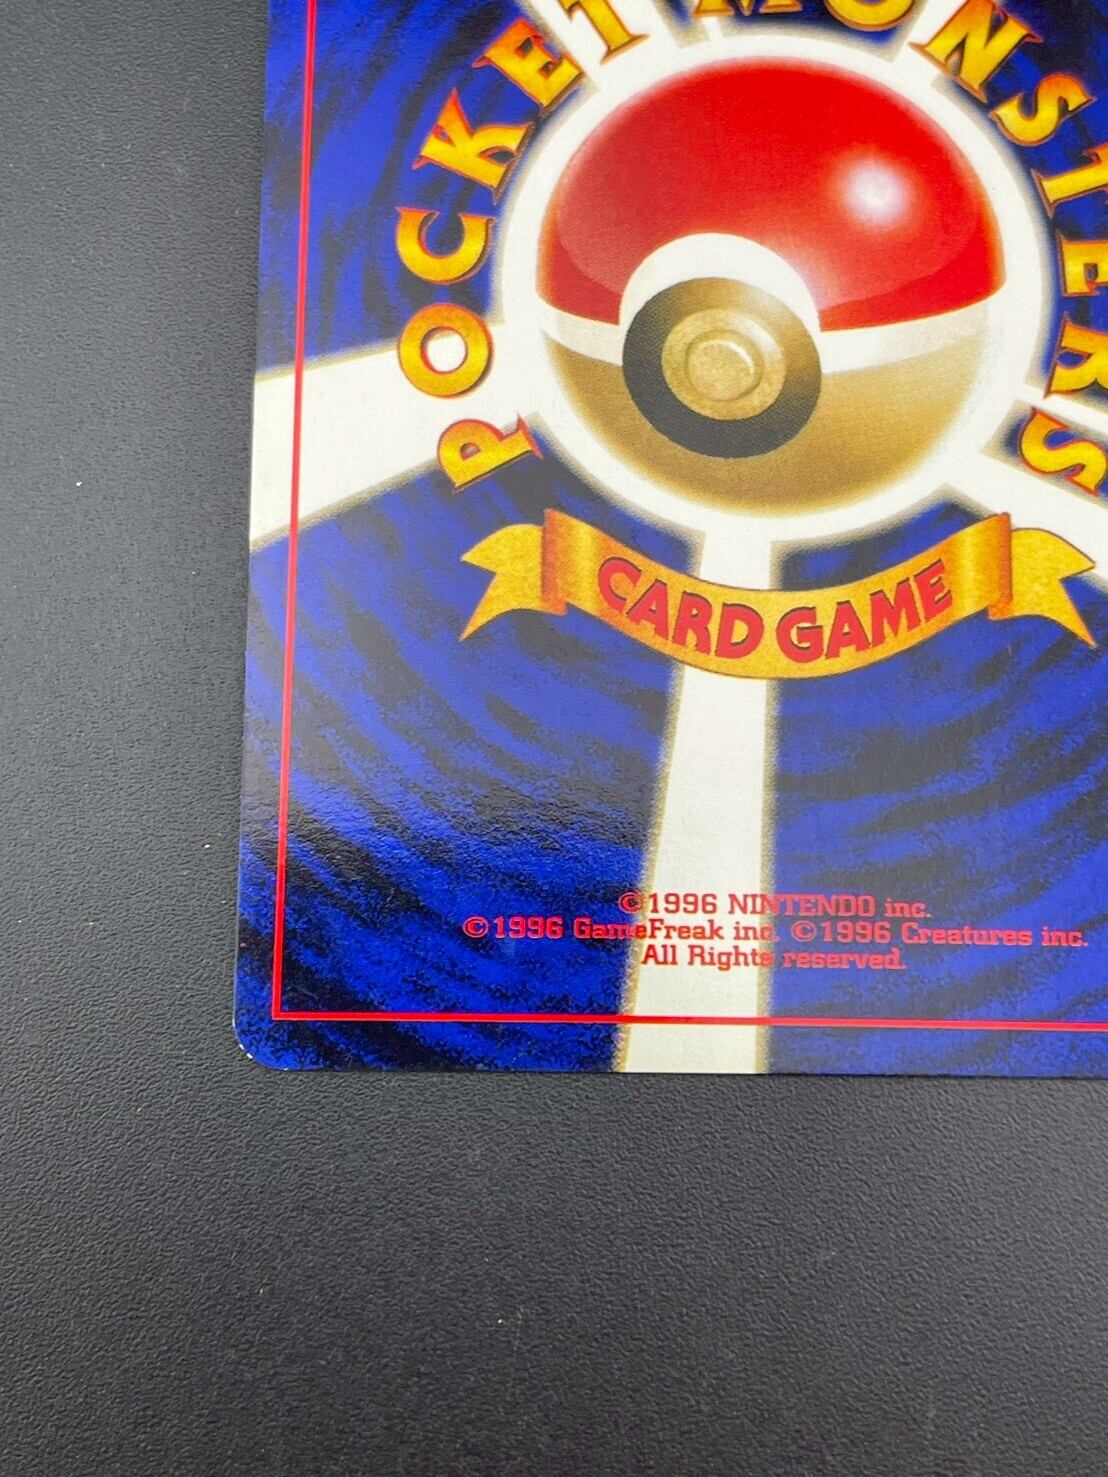 POCKET MONSTERS
CARD GAME
©1996 NINTENDO inc.
©1996 GameFreak inc. ©1996 Creatures inc.
All Rights reserved.